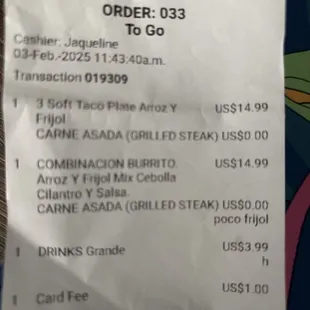 ORDER: 033
To Go
Cashier: Jaqueline
03-Feb.-2025 11:43:40a.m.
Transaction 019309
1 3 Soft Taco Plate Arroz Y US$14.99
Frijol
CARNE ASADA (GRILLED STEAK) US$0.00
1 COMBINACION BURRITO. US$14.99
Arroz Y Frijol Mix Cebolla
Cilantro Y Salsa.
CARNE ASADA (GRILLED STEAK) US$0.00
poco frijol
1 DRINKS Grande US$3.99
h
1 Card Fee US$1.00